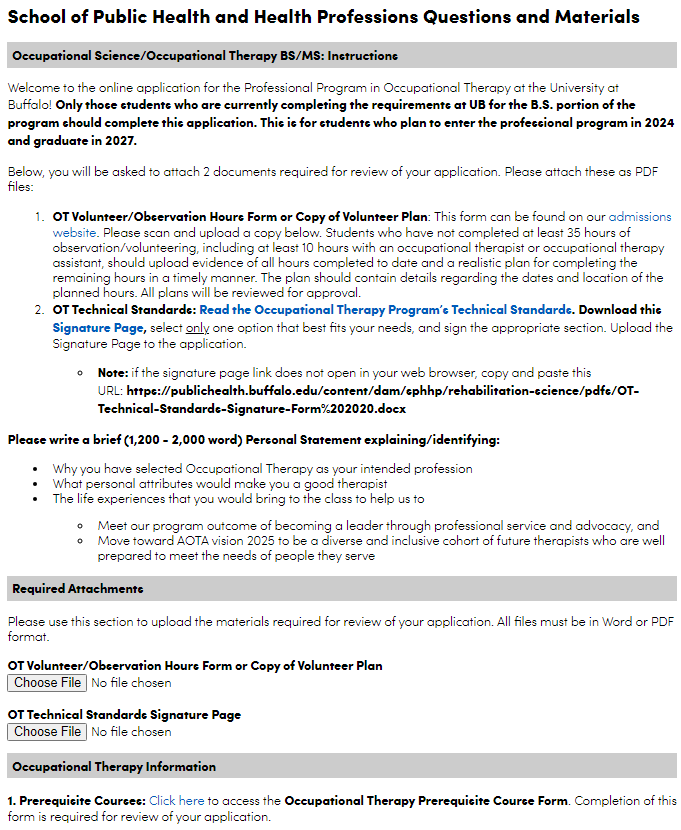 School of Public Health and Health Professions Questions and Materials
Occupational Science/Occupational Therapy BS/MS: Instructions
Welcome to the online application for the Professional Program in Occupational Therapy at the University at
Buffalo! Only those students who are currently completing the requirements at UB for the B.S. portion of the
program should complete this application. This is for students who plan to enter the professional program in 2024
and graduate in 2027.
Below, you will be asked to attach 2 documents required for review of your application. Please attach these as PDF
files:
1. OT Volunteer/Observation Hours Form or Copy of Volunteer Plan: This form can be found on our admissions
website. Please scan and upload a copy below. Students who have not completed at least 35 hours of
observation/volunteering, including at least 10 hours with an occupational therapist or occupational therapy
assistant, should upload evidence of all hours completed to date and a realistic plan for completing the
remaining hours in a timely manner. The plan should contain details regarding the dates and location of the
planned hours. All plans will be reviewed for approval.
2. OT Technical Standards: Read the Occupational Therapy Program's Technical Standards. Download this
Signature Page, select only one option that best fits your needs, and sign the appropriate section. Upload the
Signature Page to the application.
◦ Note: if the signature page link does not open in your web browser, copy and paste this
URL: https://publichealth.buffalo.edu/content/dam/sphhp/rehabilitation-science/pdfs/OT-
Technical-Standards-Signature-Form%202020.docx
Please write a brief (1,200 - 2,000 word) Personal Statement explaining/identifying:
• Why you have selected Occupational Therapy as your intended profession
• What personal attributes would make you a good therapist
• The life experiences that you would bring to the class to help us to
◦ Meet our program outcome of becoming a leader through professional service and advocacy, and
◦ Move toward AOTA vision 2025 to be a diverse and inclusive cohort of future therapists who are well
prepared to meet the needs of people they serve
Required Attachments
Please use this section to upload the materials required for review of your application. All files must be in Word or PDF
format.
OT Volunteer/Observation Hours Form or Copy of Volunteer Plan
Choose File No file chosen
OT Technical Standards Signature Page
Choose File No file chosen
Occupational Therapy Information
1. Prerequisite Courses: Click here to access the Occupational Therapy Prerequisite Course Form. Completion of this
form is required for review of your application.